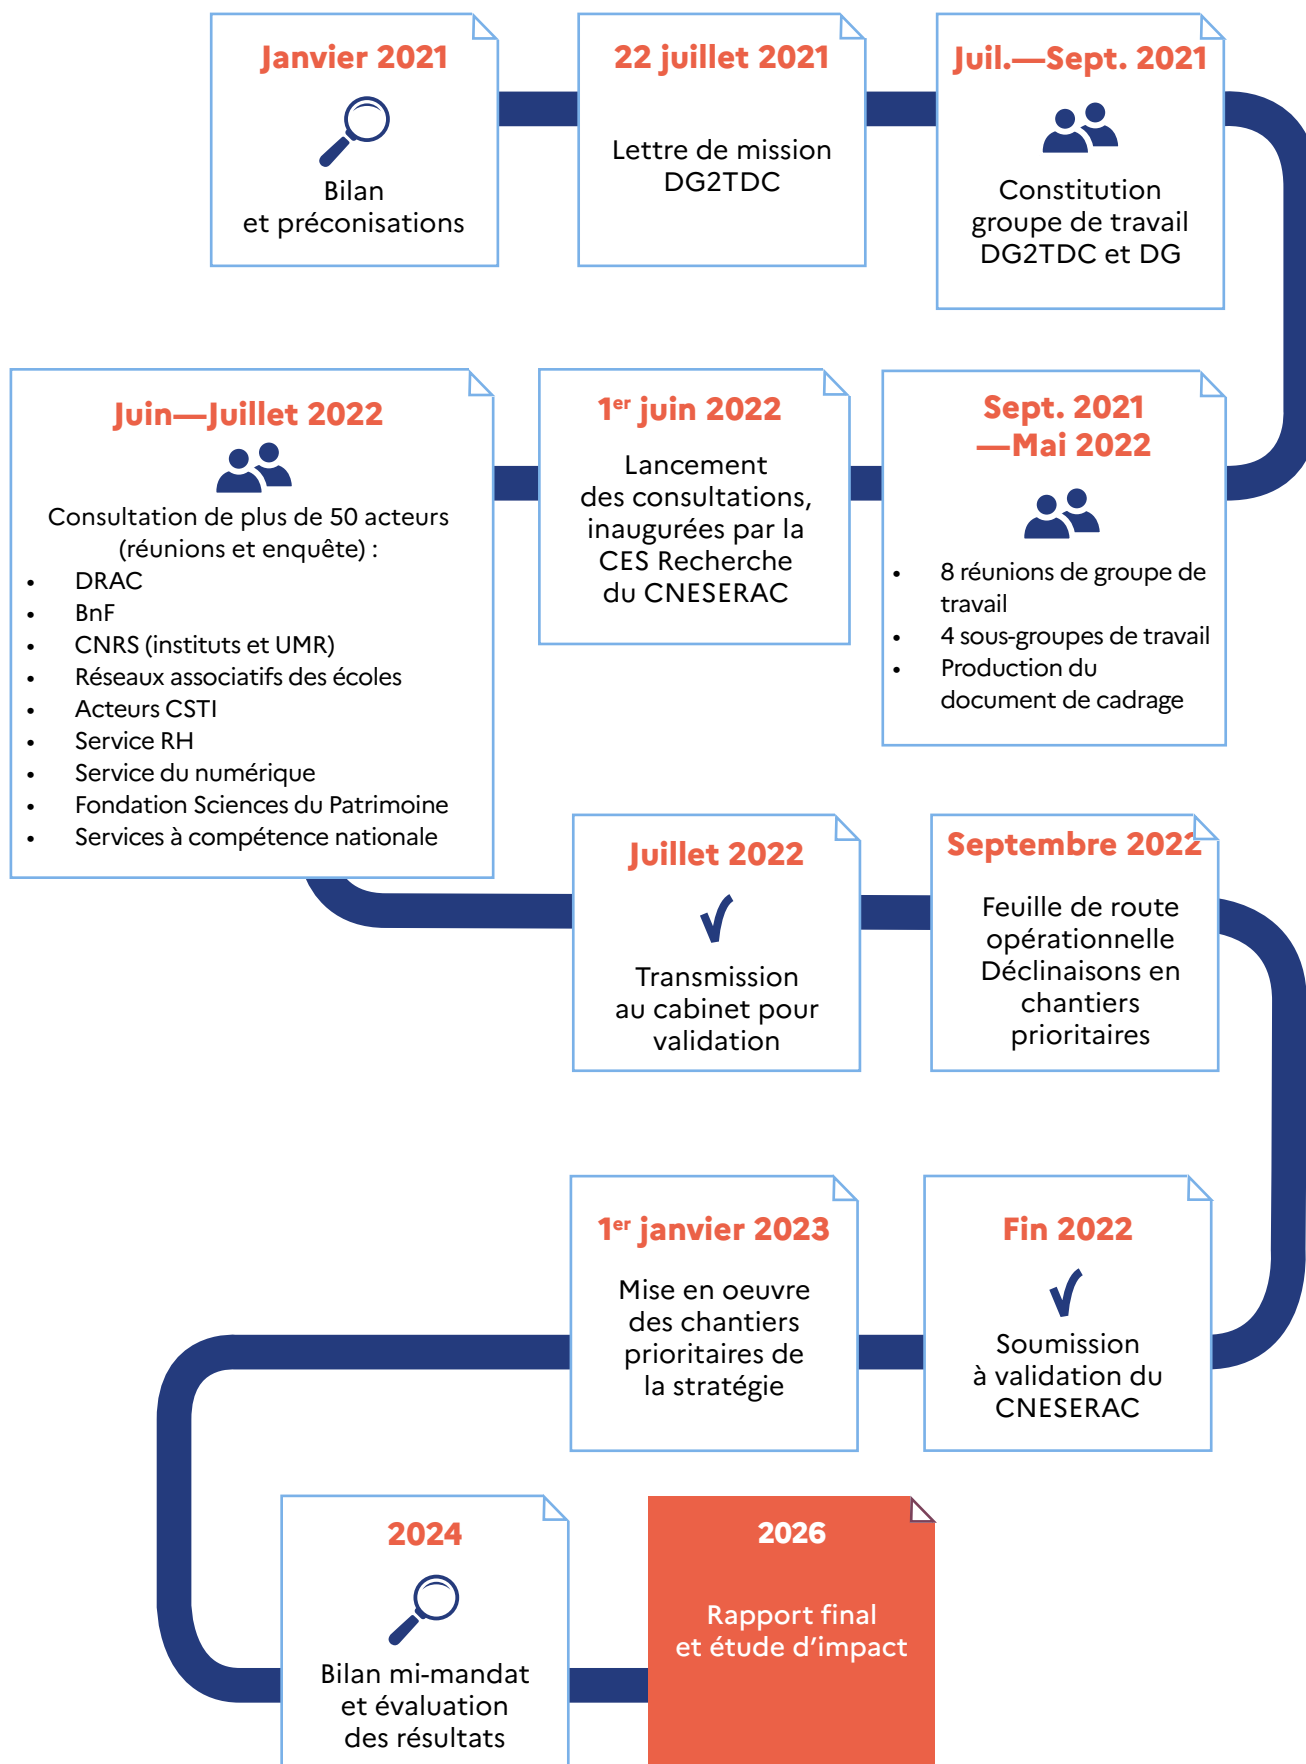 Janvier 2021
Bilan
et préconisations
22 juillet 2021
Lettre de mission
DG2TDC
Juil.—Sept. 2021
Constitution
groupe de travail
DG2TDC et DG
Sept. 2021
—Mai 2022
• 8 réunions de groupe de
travail
• 4 sous-groupes de travail
• Production du
document de cadrage
1er juin 2022
Lancement
des consultations,
inaugurées par la
CES Recherche
du CNESERAC
Juin—Juillet 2022
Consultation de plus de 50 acteurs
(réunions et enquête) :
• DRAC
• BnF
• CNRS (instituts et UMR)
• Réseaux associatifs des écoles
• Acteurs CSTI
• Service RH
• Service du numérique
• Fondation Sciences du Patrimoine
• Services à compétence nationale
Juillet 2022
Transmission
au cabinet pour
validation
Septembre 2022
Feuille de route
opérationnelle
Déclinaisons en
chantiers
prioritaires
Fin 2022
Soumission
à validation du
CNESERAC
1er janvier 2023
Mise en oeuvre
des chantiers
prioritaires de
la stratégie
2024
Bilan mi-mandat
et évaluation
des résultats
2026
Rapport final
et étude d’impact